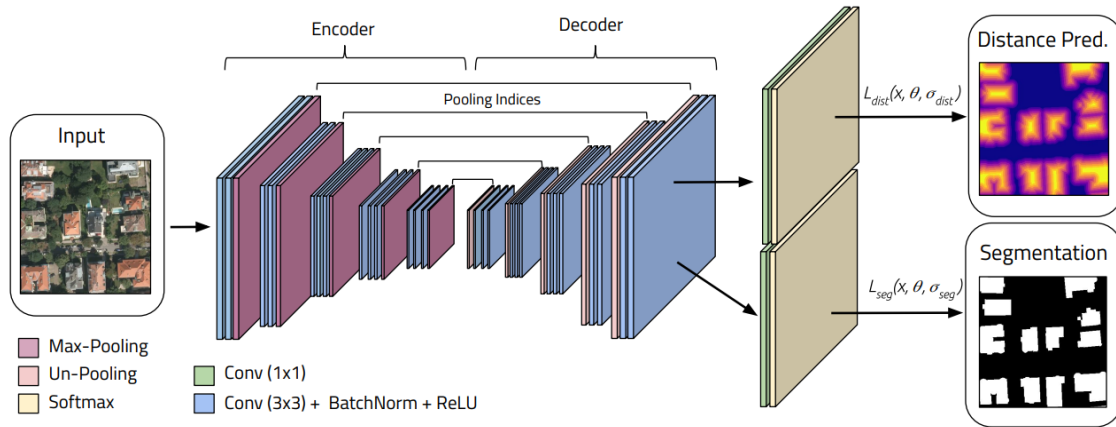 Encoder
Decoder
Distance Pred.
Pooling Indices
L_dist(x, θ, σ_dist)
Input
Segmentation
L_seg(x, θ, σ_seg)
Max-Pooling
Un-Pooling
Softmax
Conv (1x1)
Conv (3x3) + BatchNorm + ReLU